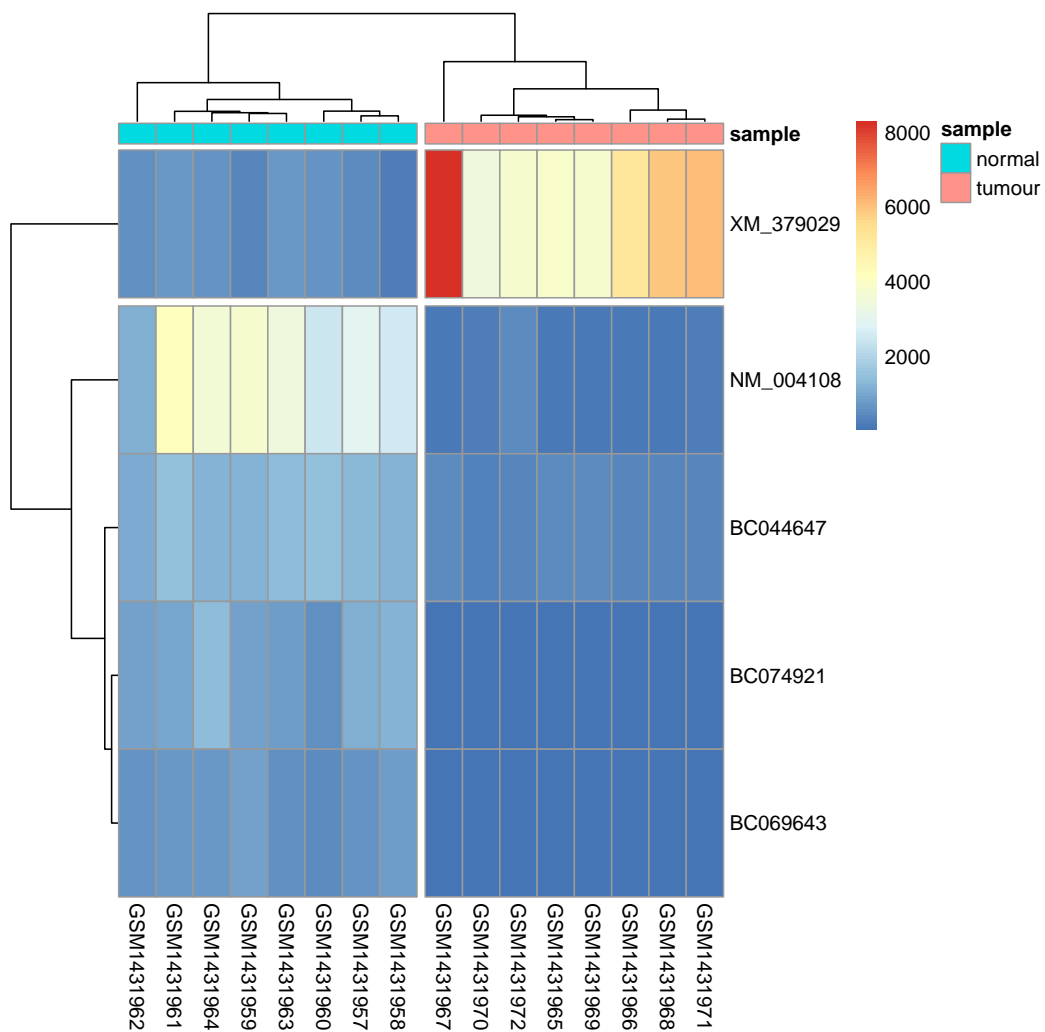 sample
XM_379029
NM_004108
BC044647
BC074921
BC069643
8000
6000
4000
2000
sample
normal
tumour
GSM1431962
GSM1431961
GSM1431964
GSM1431959
GSM1431963
GSM1431960
GSM1431957
GSM1431958
GSM1431967
GSM1431970
GSM1431972
GSM1431965
GSM1431969
GSM1431966
GSM1431968
GSM1431971